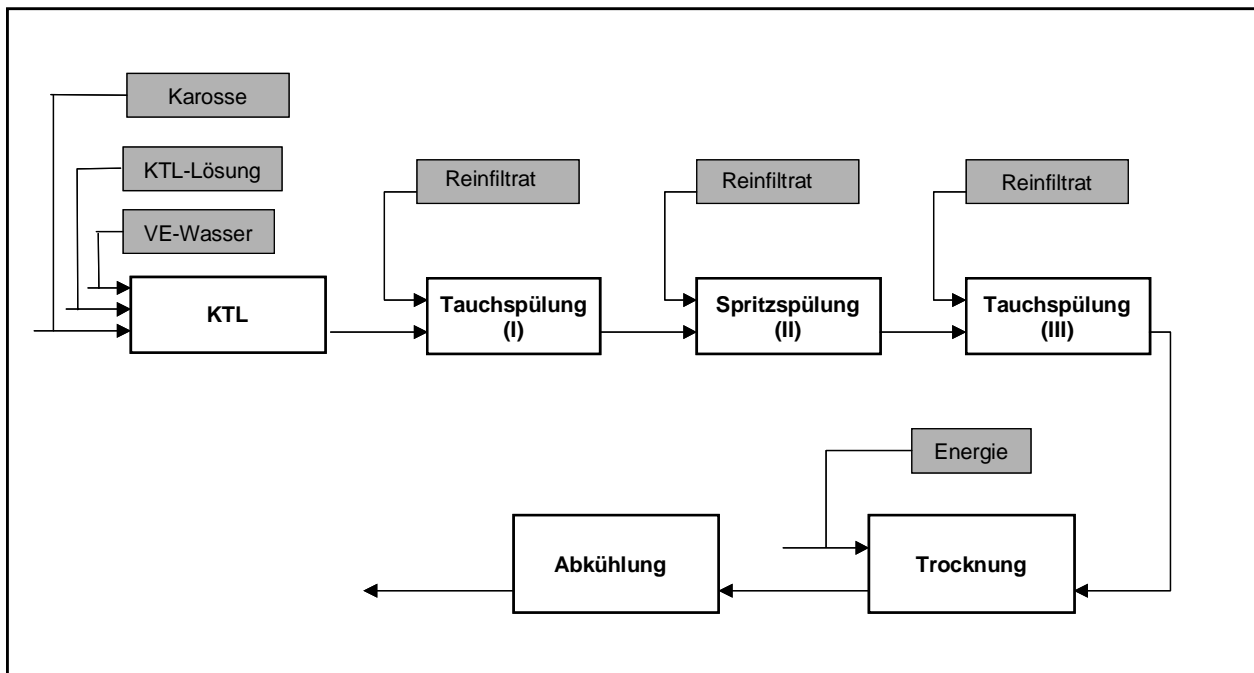 Karosse
KTL-Lösung
VE-Wasser
Reinfiltrat
Reinfiltrat
Reinfiltrat
KTL
Tauchspülung
(I)
Spritzspülung
(II)
Tauchspülung
(III)
Energie
Abkühlung
Trocknung